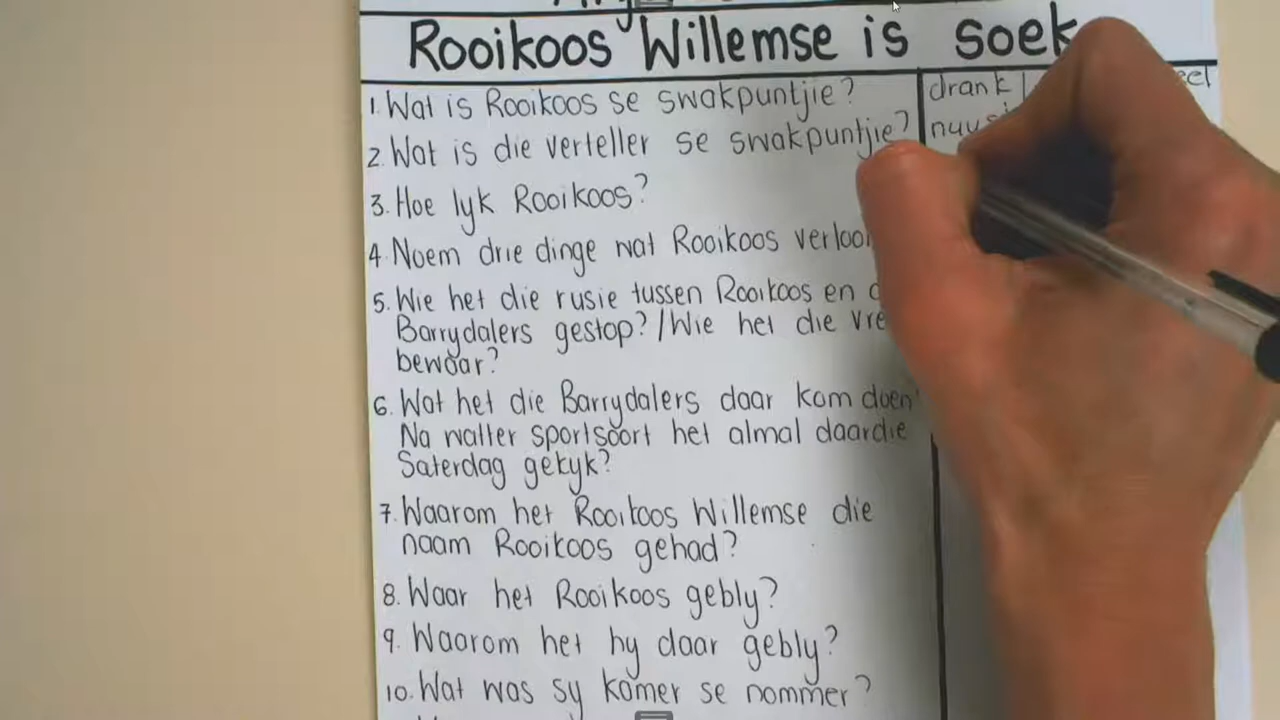 Rooikoos Willemse is soek
1. Wat is Rooikoos se swakpuntjie?
drank
2. Wat is die verteller se swakpuntjie?
3. Hoe lyk Rooikoos?
4. Noem drie dinge wat Rooikoos
5. Wie het die rusie tussen Rooikoos en
Barrydalers gestop? / Wie het die
bewaar?
6. Wat het die Barrydalers daar kom doen
Na watter sportsoort het almal daardie
Saterdag gekyk?
7. Waarom het Rooikoos Willemse die
naam Rooikoos gehad?
8. Waar het Rooikoos gebly?
9. Waarom het hy daar gebly?
10. Wat was sy kamer se nommer?